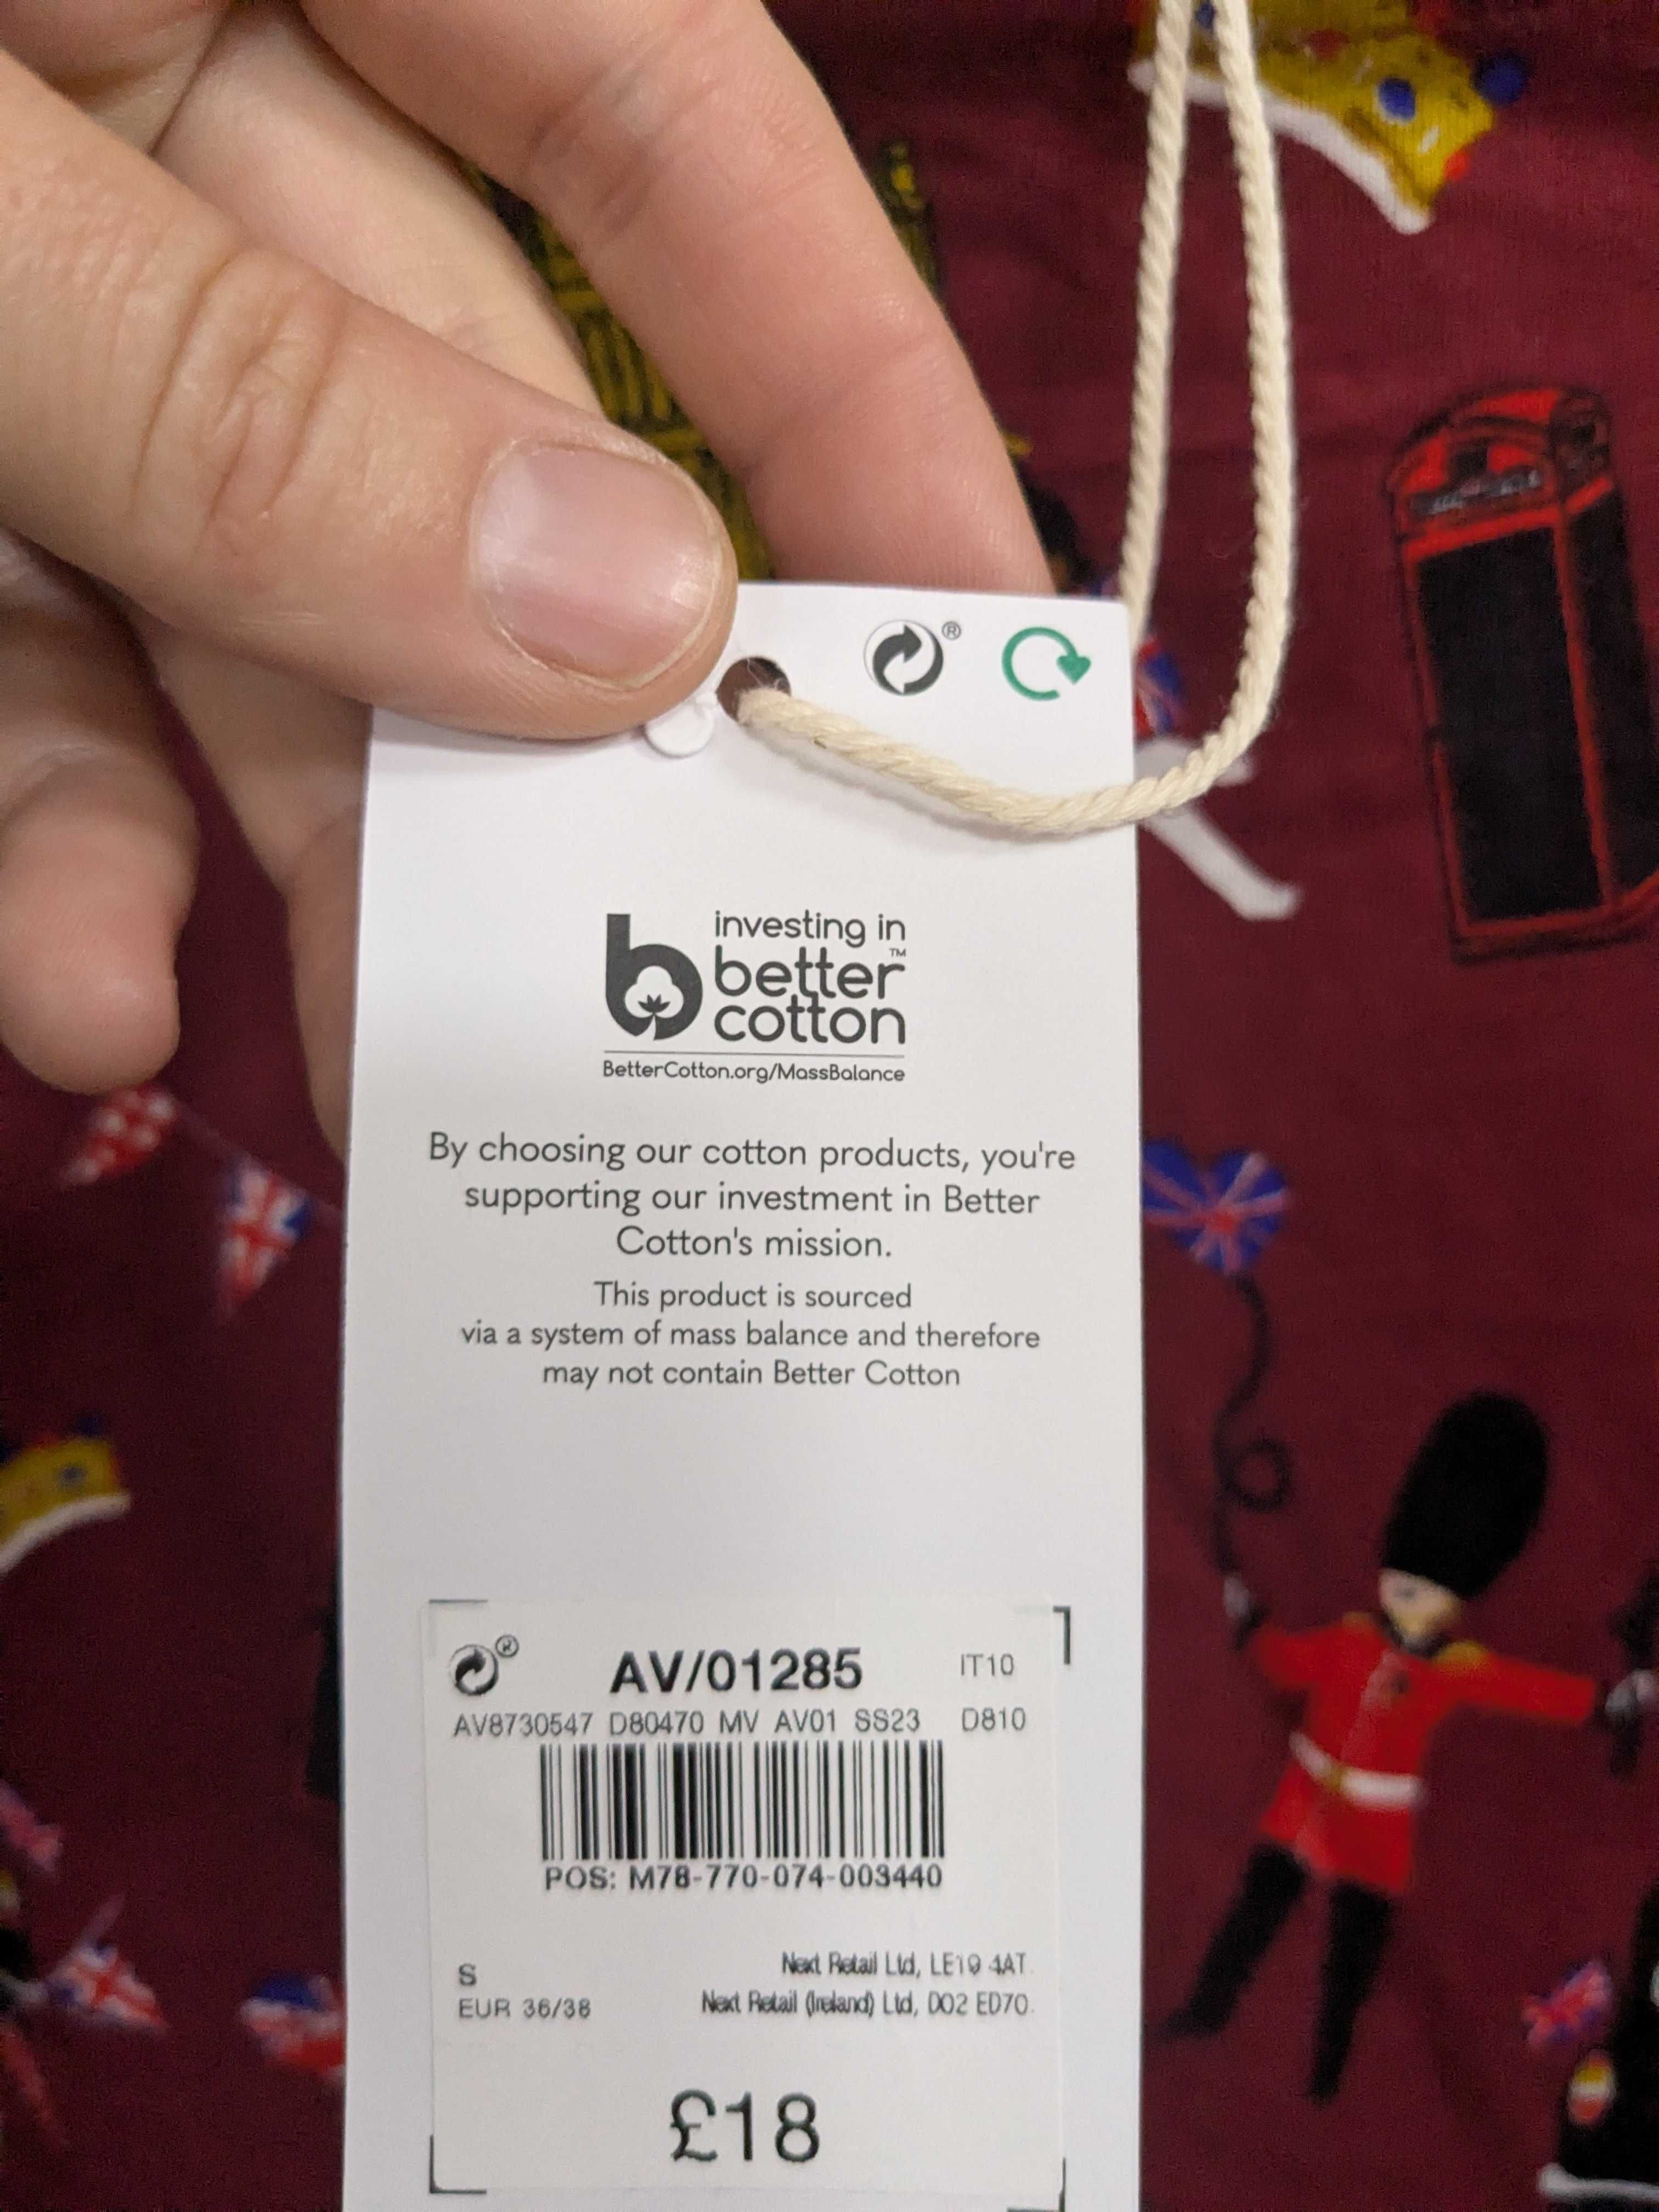 ®
investing in
better™
cotton
BetterCotton.org/MassBalance
By choosing our cotton products, you're
supporting our investment in Better
Cotton's mission.
This product is sourced
via a system of mass balance and therefore
may not contain Better Cotton
® AV/01285 IT10
AV8730547 D80470 MV AV01 SS23 D810
POS: M78-770-074-003440
S Next Retail Ltd, LE19 4AT.
EUR 36/38 Next Retail (Ireland) Ltd, D02 ED70.
£18